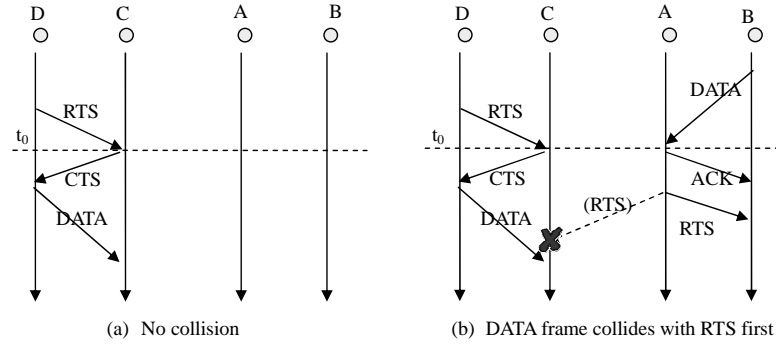 D C A B
RTS
t0
CTS
DATA
(a) No collision
D C A B
DATA
RTS
t0
CTS
ACK
DATA
(RTS)
RTS
(b) DATA frame collides with RTS first